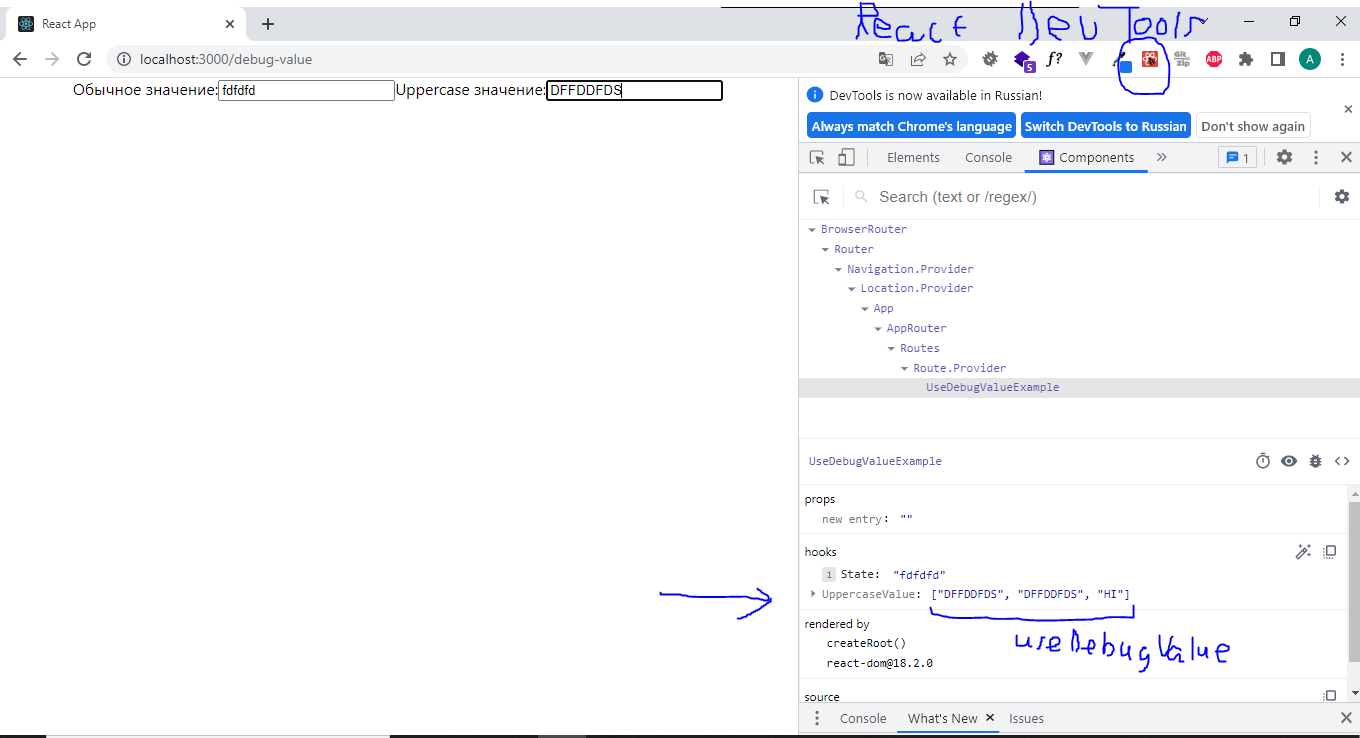 React DevTools
React App
localhost:3000/debug-value
5
f?
Git
Zip
ABP
A
Обычное значение:fdfdfd Uppercase значение:DFFDDFDS
DevTools is now available in Russian!
Always match Chrome's language Switch DevTools to Russian Don't show again
Elements Console Components 1
Search (text or /regex/)
BrowserRouter
Router
Navigation.Provider
Location.Provider
App
AppRouter
Routes
Route.Provider
UseDebugValueExample
UseDebugValueExample
props
new entry: ""
hooks
1 State: "fdfdfd"
UppercaseValue: ["DFFDDFDS", "DFFDDFDS", "HI"]
rendered by
createRoot()
useDebugValue
react-dom@18.2.0
source
Console What's New Issues